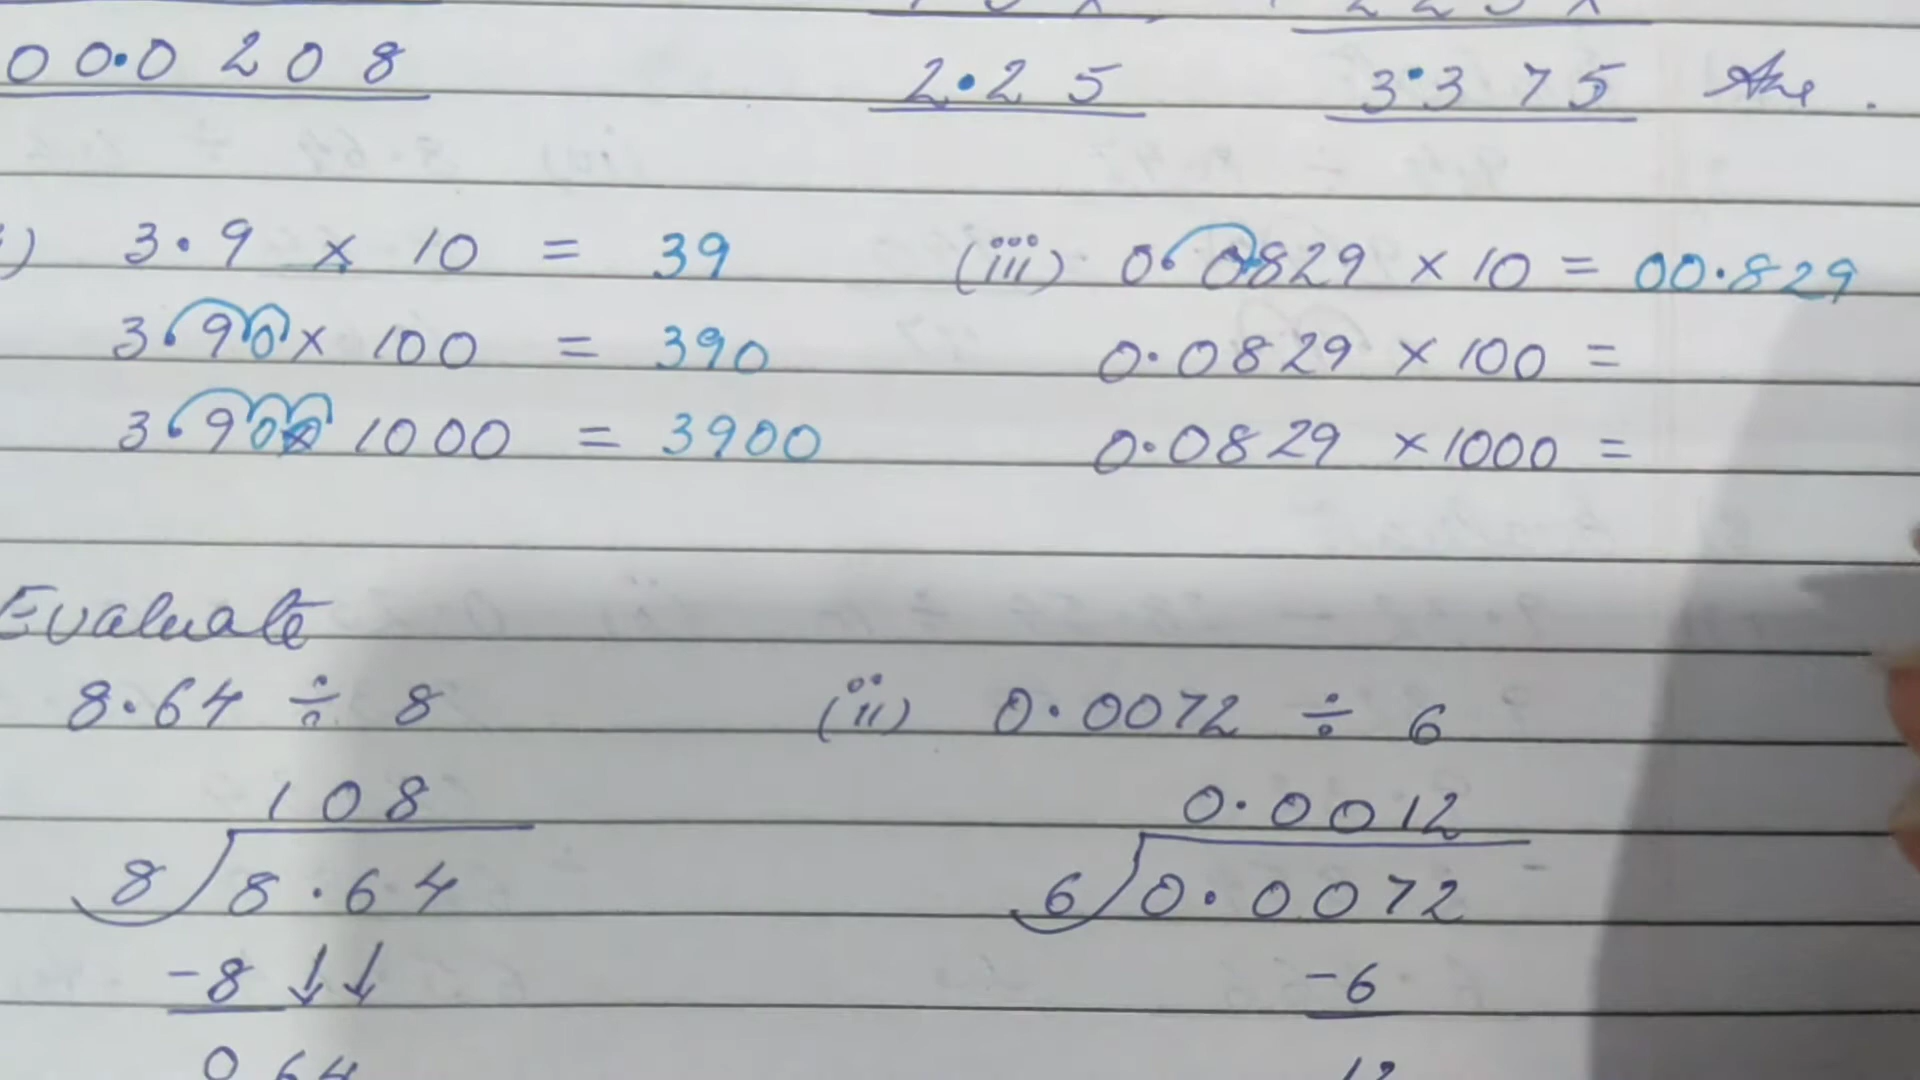 00.0208 2.25 3.375 Ans.
) 3.9 × 10 = 39 (iii) 0.0829 × 10 = 00.829
3.90 × 100 = 390 0.0829 × 100 =
3.900 × 1000 = 3900 0.0829 × 1000 =
Evaluate
8.64 ÷ 8 (ii) 0.0072 ÷ 6
108 0.0012
8) 8.64 6) 0.0072
-8 ↓↓ -6
064 12